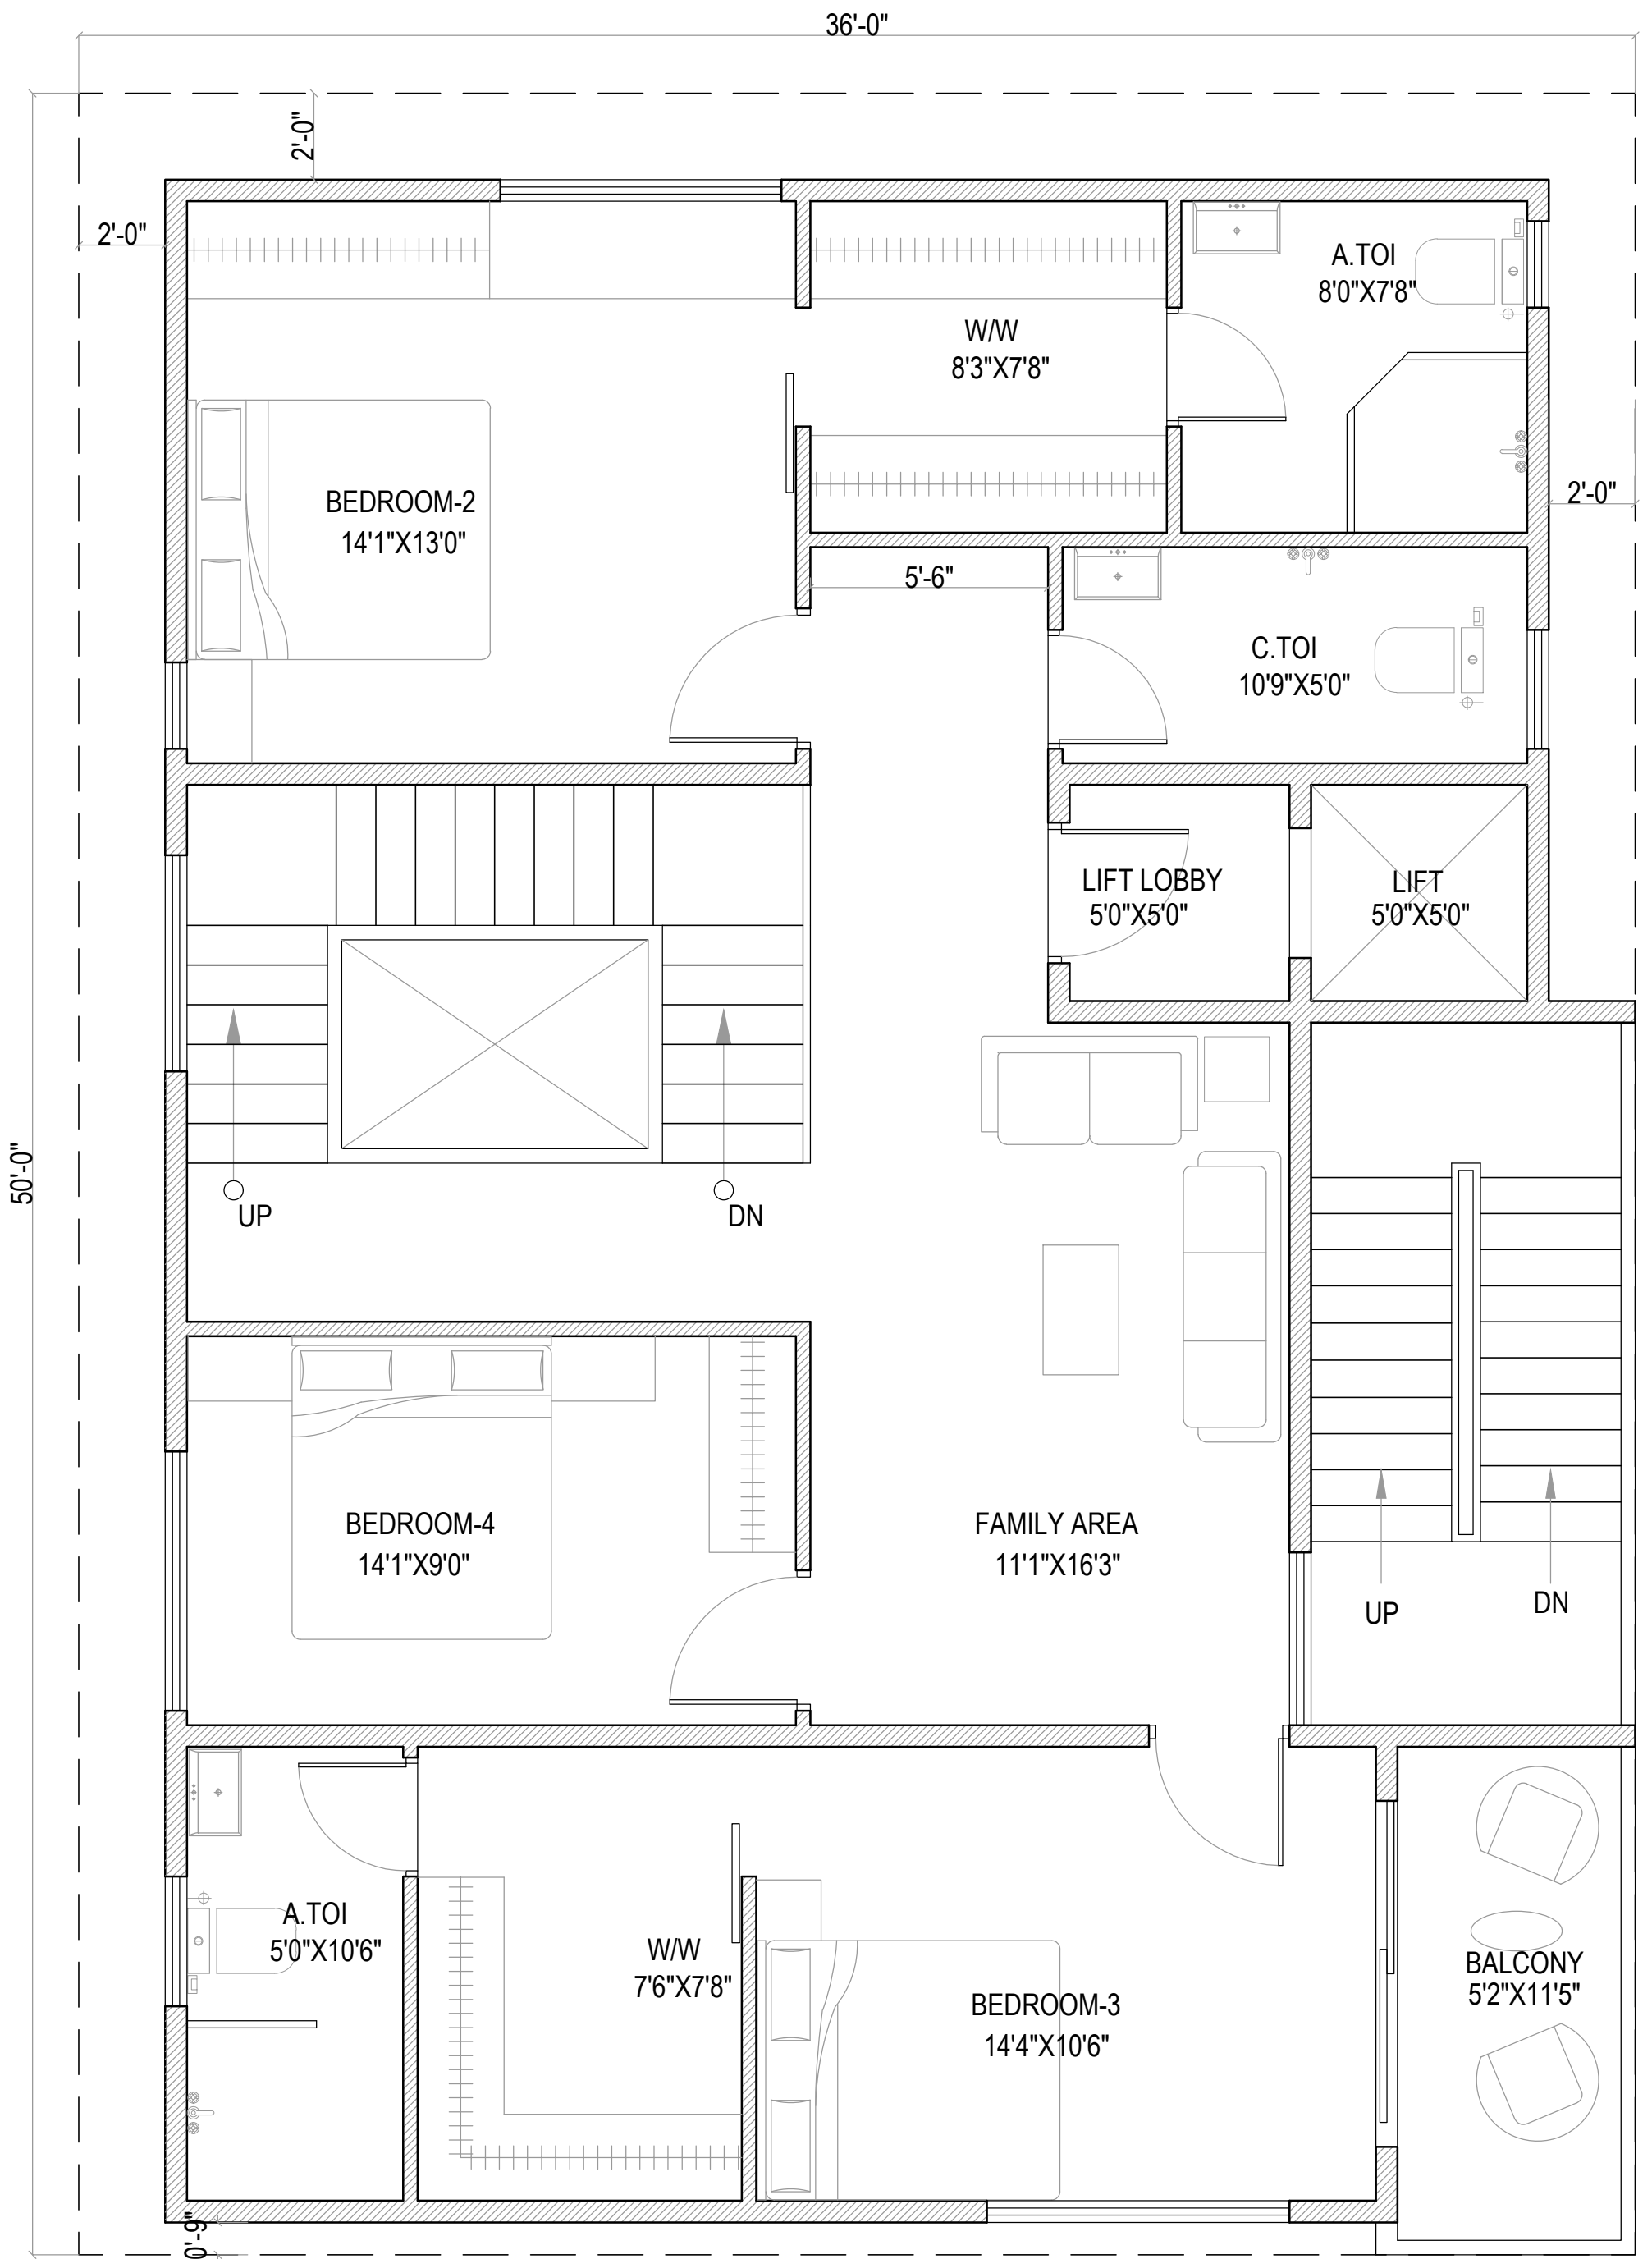 36'-0"
2'-0"
2'-0"
A.TOI
8'0"X7'8"
W/W
8'3"X7'8"
BEDROOM-2
14'1"X13'0"
2'-0"
5'-6"
C.TOI
10'9"X5'0"
LIFT LOBBY
5'0"X5'0"
LIFT
5'0"X5'0"
50'-0"
UP
DN
BEDROOM-4
14'1"X9'0"
FAMILY AREA
11'1"X16'3"
UP
DN
A.TOI
5'0"X10'6"
W/W
7'6"X7'8"
BEDROOM-3
14'4"X10'6"
BALCONY
5'2"X11'5"
0'-9"